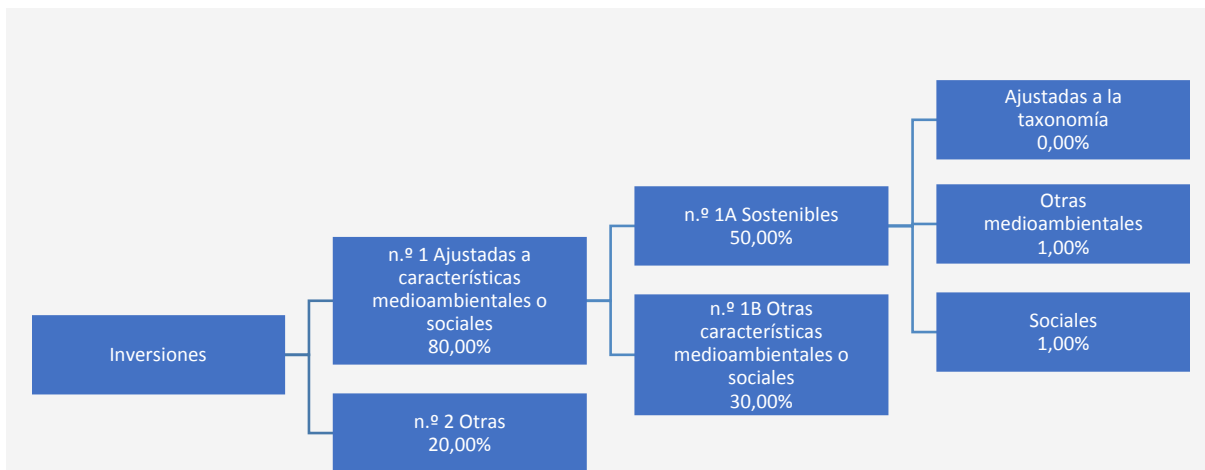 Inversiones
n.º 1 Ajustadas a
características
medioambientales o
sociales
80,00%
n.º 2 Otras
20,00%
n.º 1A Sostenibles
50,00%
n.º 1B Otras
características
medioambientales o
sociales
30,00%
Ajustadas a la
taxonomía
0,00%
Otras
medioambientales
1,00%
Sociales
1,00%